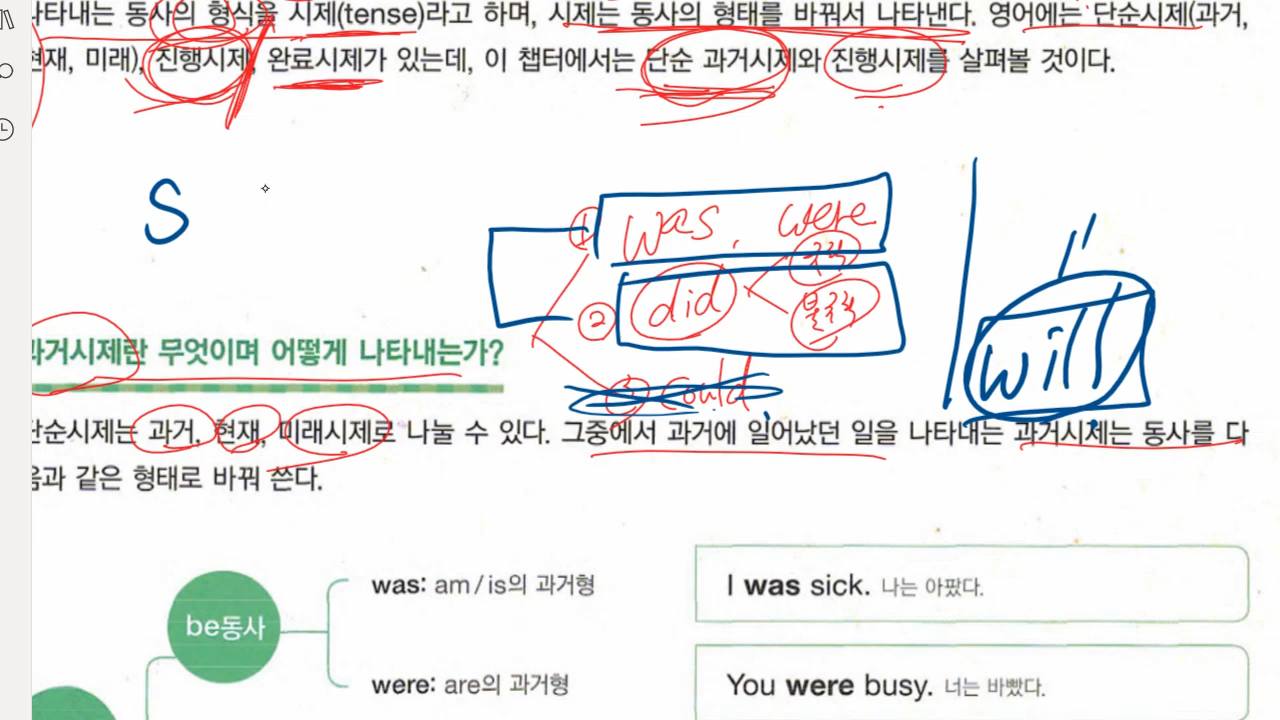 나타내는 동사의 형식을 시제(tense)라고 하며, 시제는 동사의 형태를 바꿔서 나타낸다. 영어에는 단순시제(과거,
현재, 미래), 진행시제, 완료시제가 있는데, 이 챕터에서는 단순 과거시제와 진행시제를 살펴볼 것이다.
S
① was, were
② did 규칙
불규칙
③ could
will
과거시제란 무엇이며 어떻게 나타내는가?
단순시제는 과거, 현재, 미래시제로 나눌 수 있다. 그중에서 과거에 일어났던 일을 나타내는 과거시제는 동사를 다
음과 같은 형태로 바꿔 쓴다.
be동사
was: am/is의 과거형
I was sick. 나는 아팠다.
were: are의 과거형
You were busy. 너는 바빴다.